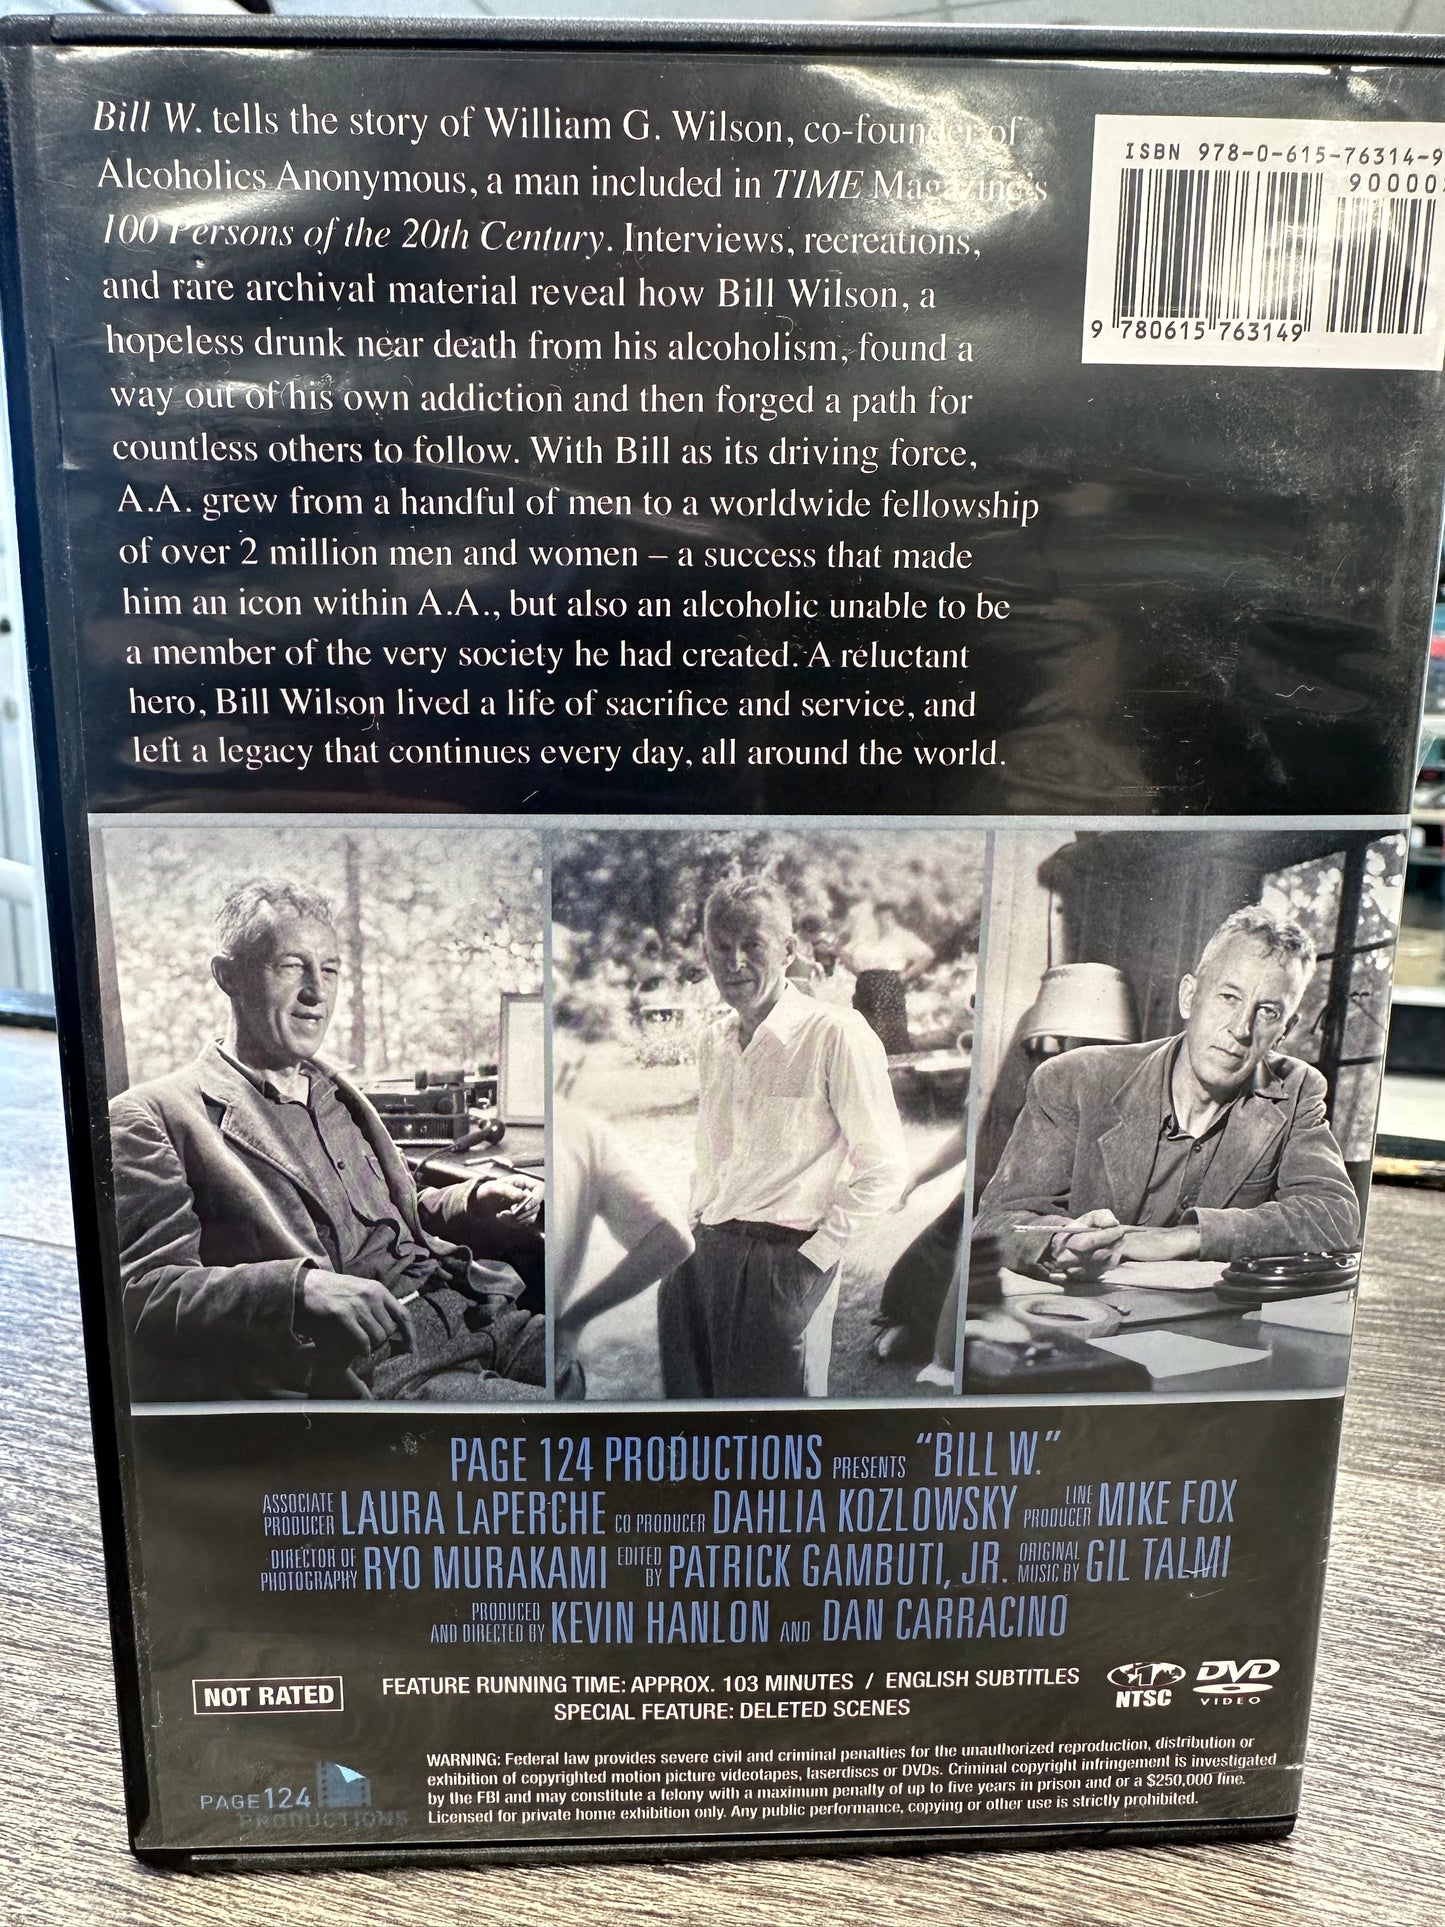 Bill W. tells the story of William G. Wilson, co-founder of
Alcoholics Anonymous, a man included in TIME Magazine's
100 Persons of the 20th Century. Interviews, recreations,
and rare archival material reveal how Bill Wilson, a
hopeless drunk near death from his alcoholism, found a
way out of his own addiction and then forged a path for
countless others to follow. With Bill as its driving force,
A.A. grew from a handful of men to a worldwide fellowship
of over 2 million men and women – a success that made
him an icon within A.A., but also an alcoholic unable to be
a member of the very society he had created. A reluctant
hero, Bill Wilson lived a life of sacrifice and service, and
left a legacy that continues every day, all around the world.
ISBN 978-0-615-76314-9
90000
9 780615 763149
PAGE 124 PRODUCTIONS PRESENTS “BILL W.”
ASSOCIATE PRODUCER LAURA LAPERCHE CO PRODUCER DAHLIA KOZLOWSKY LINE PRODUCER MIKE FOX
DIRECTOR OF PHOTOGRAPHY RYO MURAKAMI EDITED BY PATRICK GAMBUTI, JR. ORIGINAL MUSIC BY GIL TALMI
PRODUCED AND DIRECTED BY KEVIN HANLON AND DAN CARRACINO
NOT RATED
FEATURE RUNNING TIME: APPROX. 103 MINUTES / ENGLISH SUBTITLES
SPECIAL FEATURE: DELETED SCENES
NTSC
DVD
VIDEO
PAGE 124
PRODUCTIONS
WARNING: Federal law provides severe civil and criminal penalties for the unauthorized reproduction, distribution or
exhibition of copyrighted motion picture videotapes, laserdiscs or DVDs. Criminal copyright infringement is investigated
by the FBI and may constitute a felony with a maximum penalty of up to five years in prison and or a $250,000 fine.
Licensed for private home exhibition only. Any public performance, copying or other use is strictly prohibited.